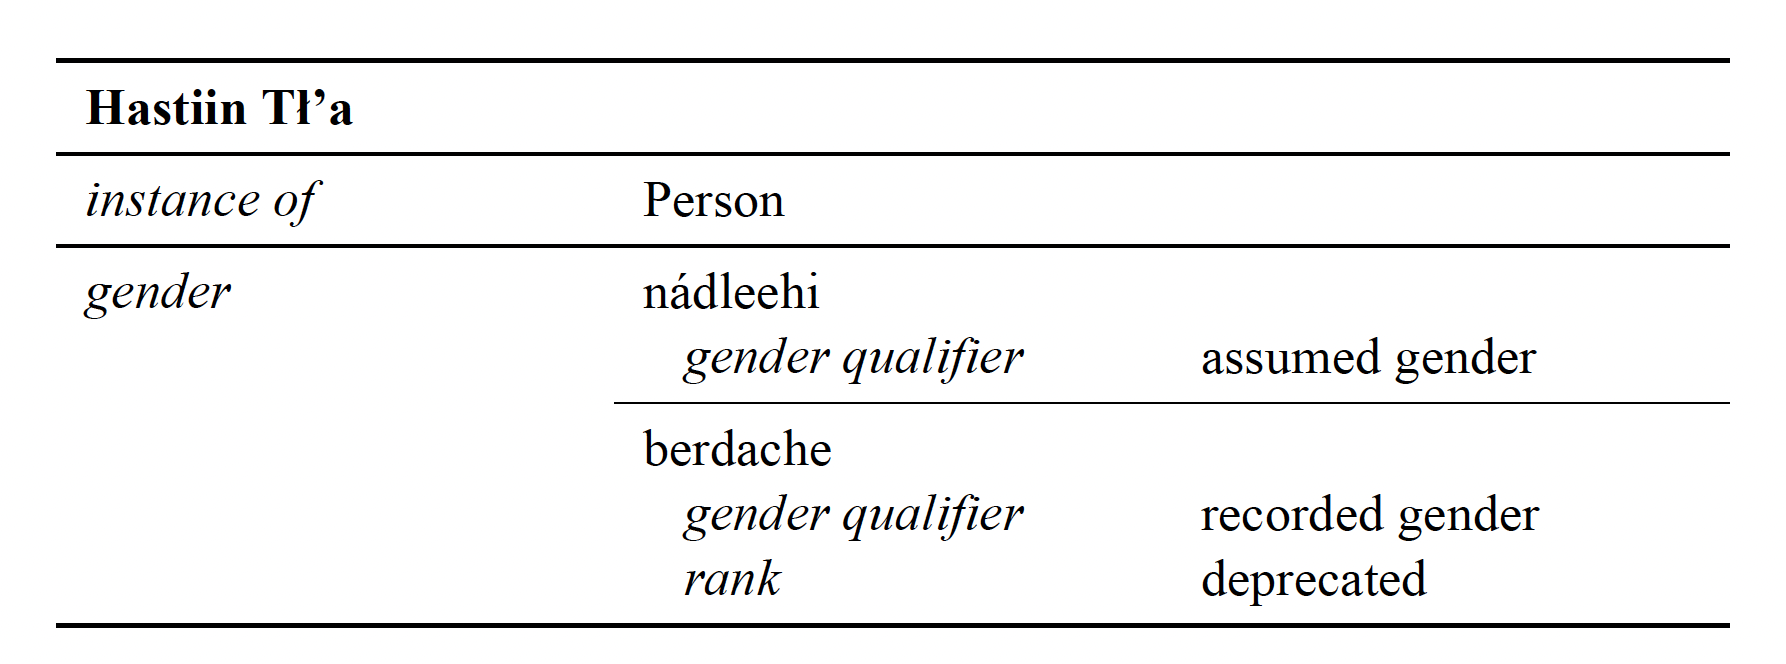 Hastiin Tł’a
instance of Person
gender nádleehi
gender qualifier assumed gender
berdache
gender qualifier recorded gender
rank deprecated